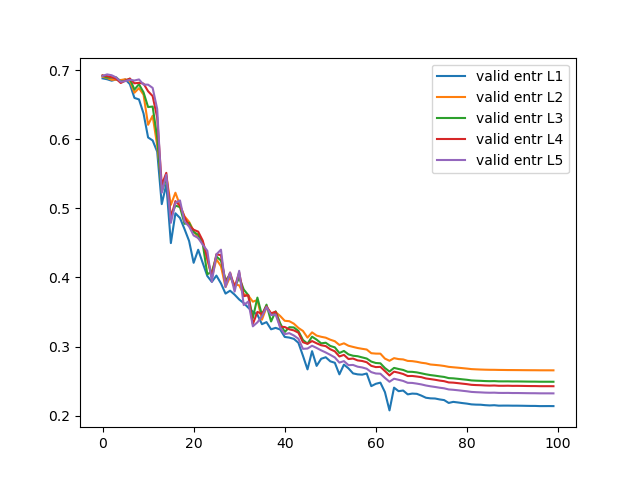 0.7
0.6
0.5
0.4
0.3
0.2
0
20
40
60
80
100
valid entr L1
valid entr L2
valid entr L3
valid entr L4
valid entr L5